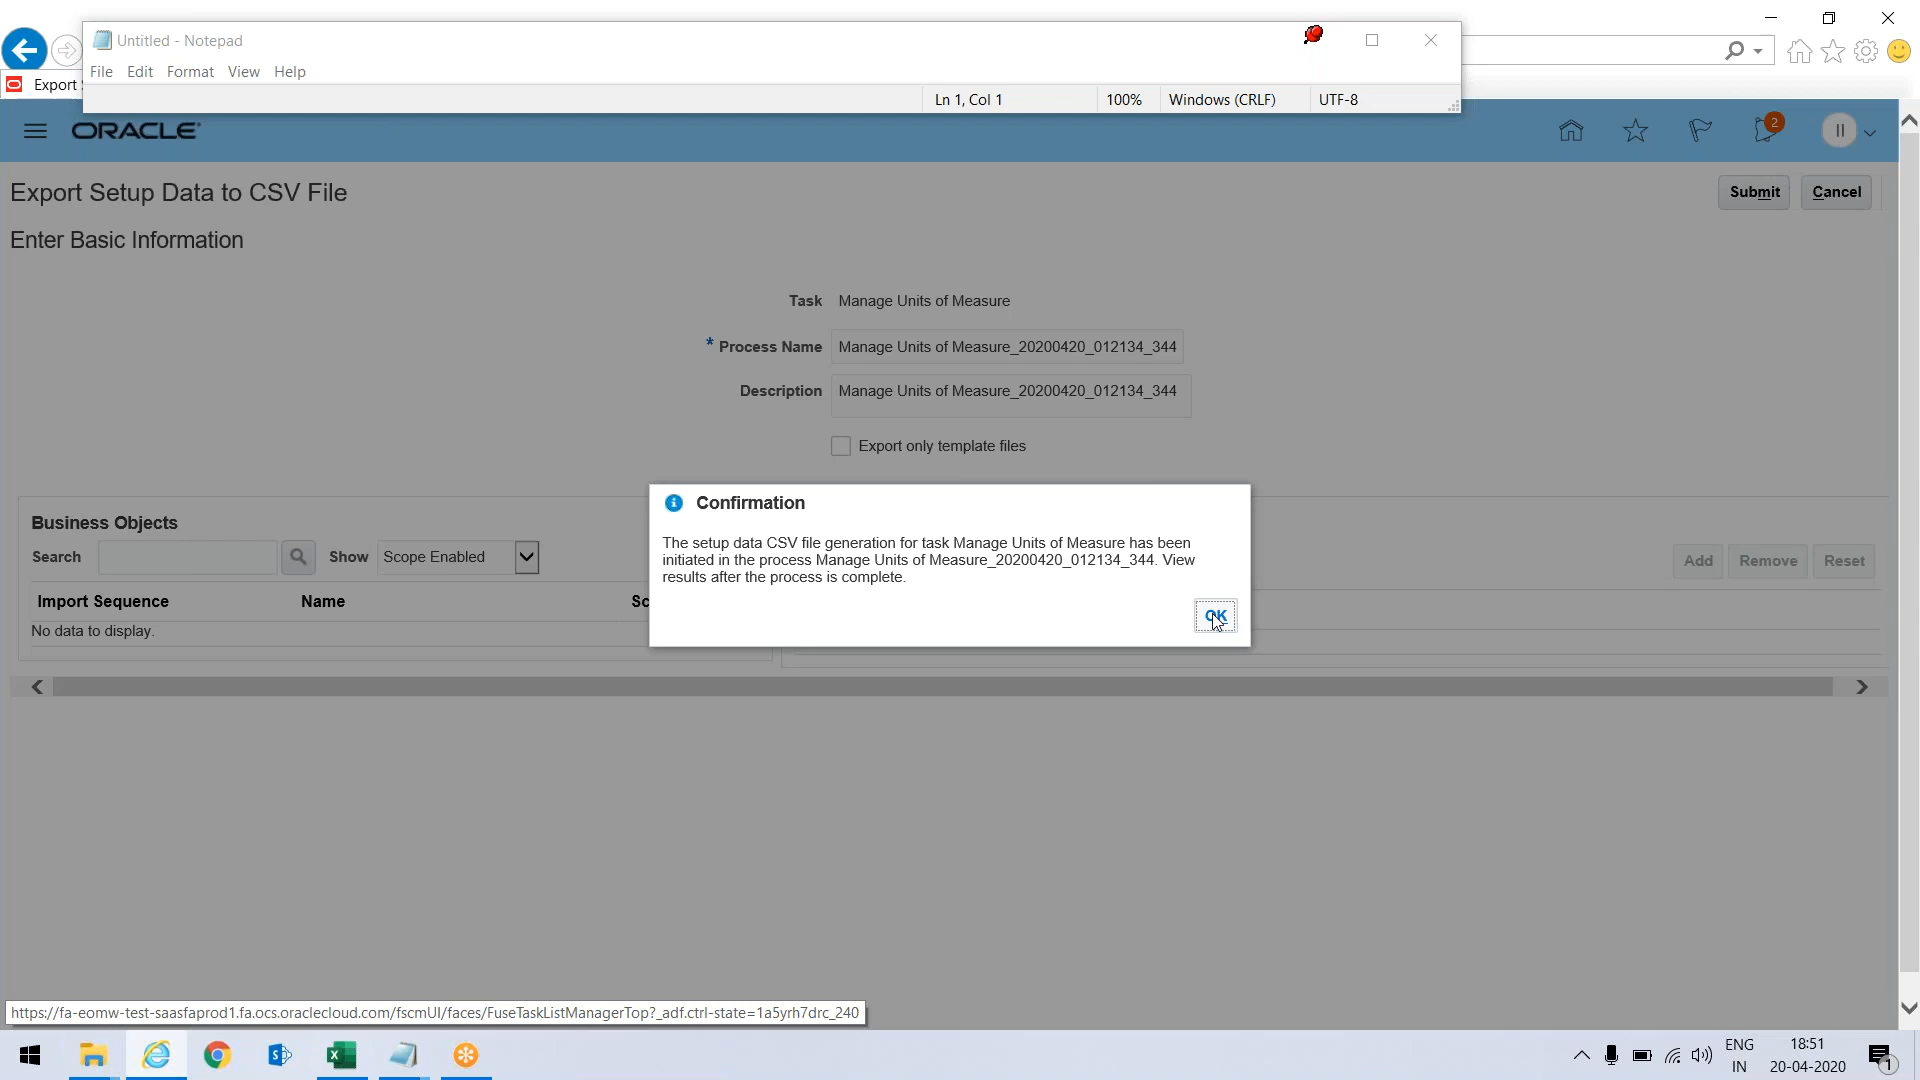 Untitled - Notepad
File Edit Format View Help
Export
Ln 1, Col 1 100% Windows (CRLF) UTF-8
ORACLE
2
II
Export Setup Data to CSV File
Submit Cancel
Enter Basic Information
Task Manage Units of Measure
* Process Name Manage Units of Measure_20200420_012134_344
Description Manage Units of Measure_20200420_012134_344
Export only template files
Confirmation
The setup data CSV file generation for task Manage Units of Measure has been
initiated in the process Manage Units of Measure_20200420_012134_344. View
results after the process is complete.
OK
Business Objects
Search Show Scope Enabled
Add Remove Reset
Import Sequence Name Sc
No data to display.
https://fa-eomw-test-saasfaprod1.fa.ocs.oraclecloud.com/fscmUI/faces/FuseTaskListManagerTop?_adf.ctrl-state=1a5yrh7drc_240
ENG
IN
18:51
20-04-2020
1